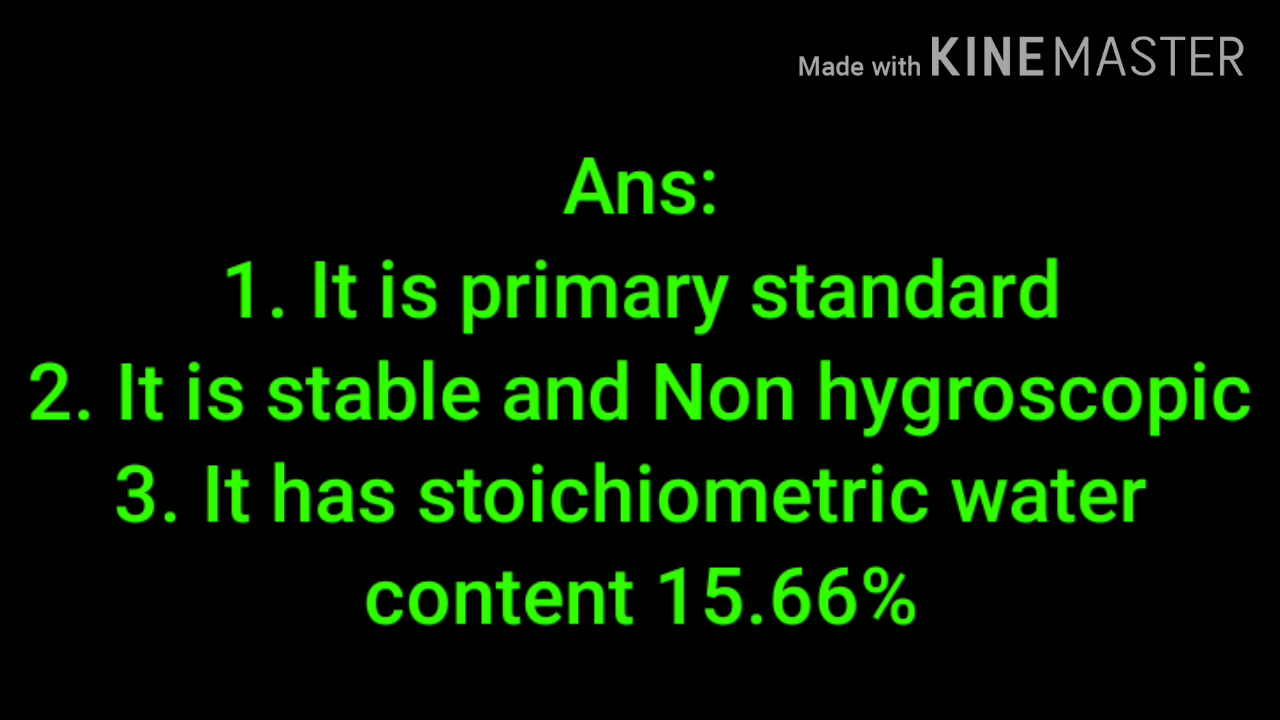 Made with KINEMASTER
Ans:
1. It is primary standard
2. It is stable and Non hygroscopic
3. It has stoichiometric water
content 15.66%